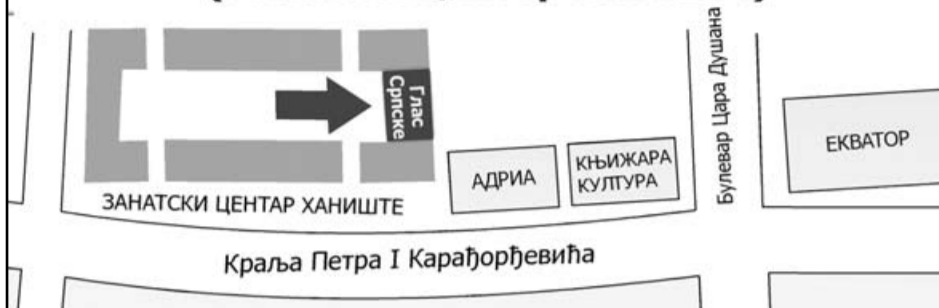 Глас
Српске
Булевар Цара Душана
ЕКВАТОР
АДРИА
КЊИЖАРА
КУЛТУРА
ЗАНАТСКИ ЦЕНТАР ХАНИШТЕ
Краља Петра I Карађорђевића